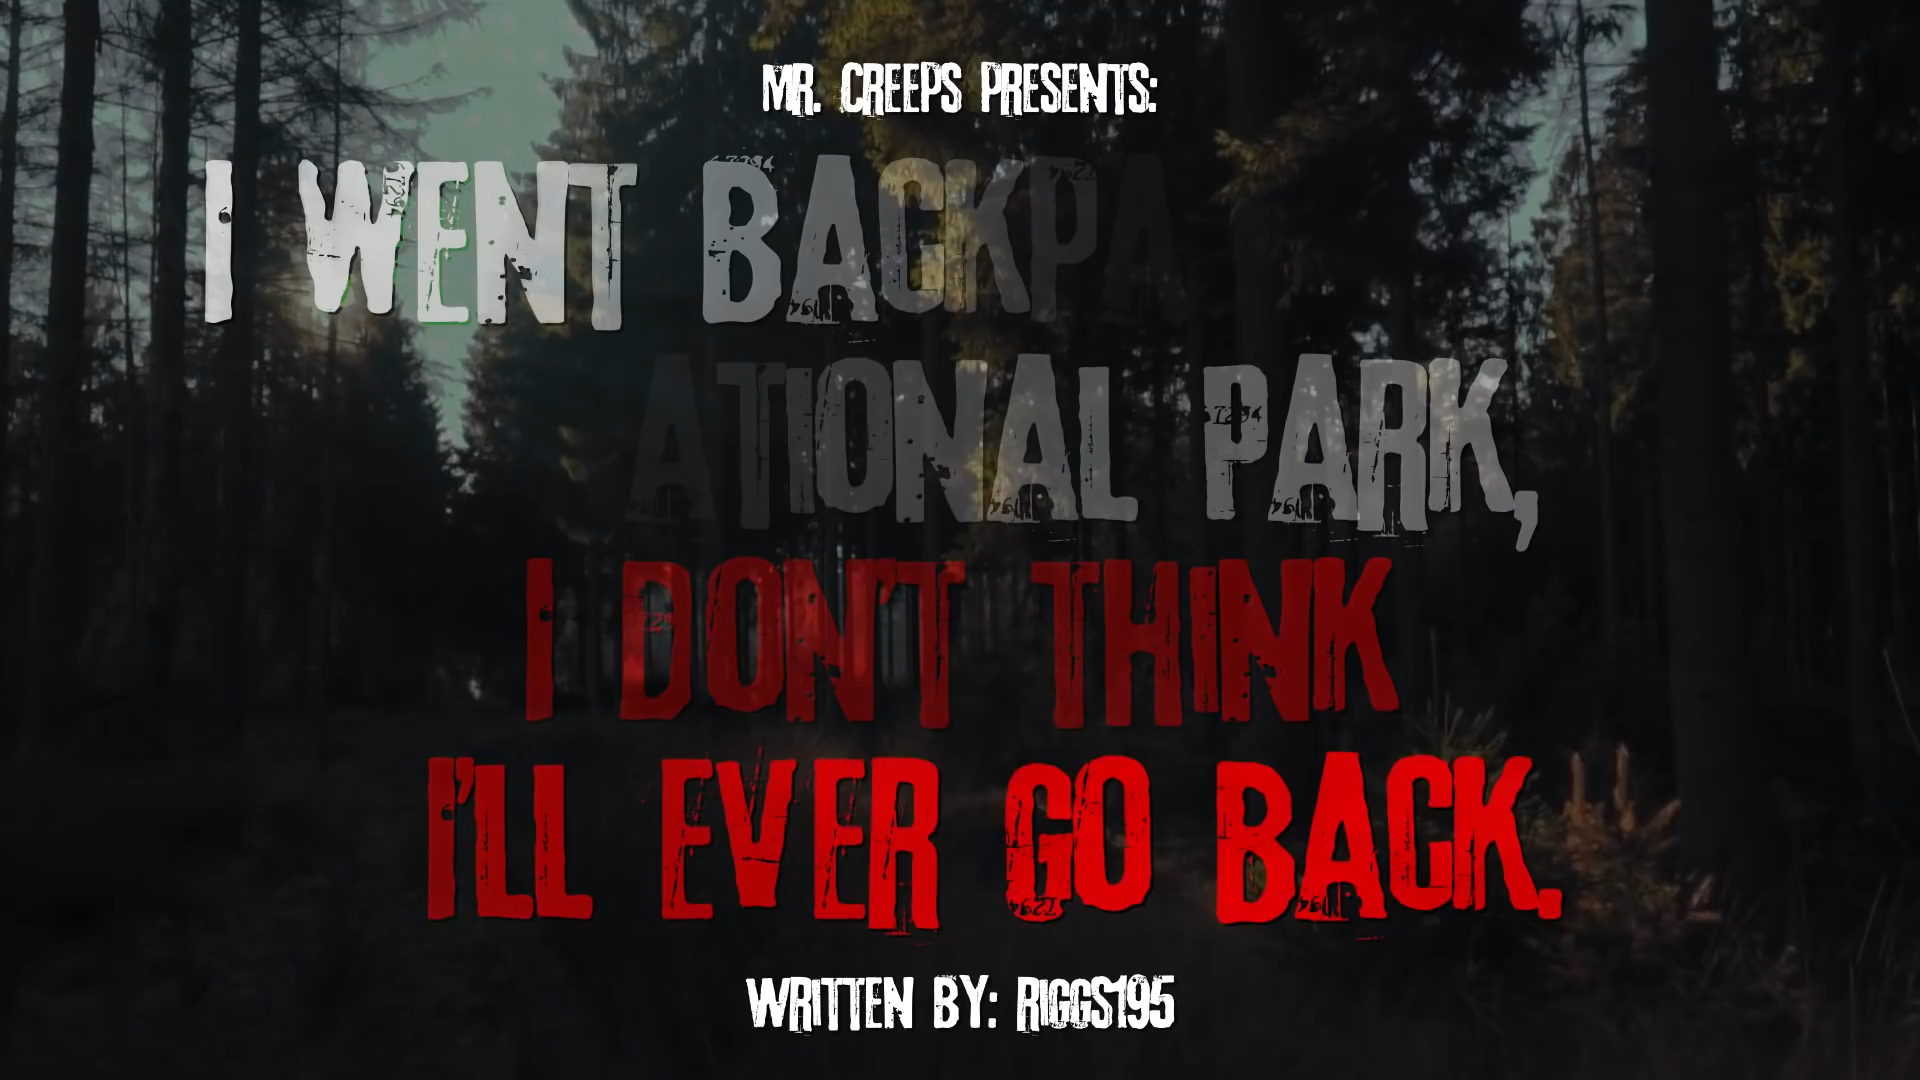 MR. CREEPS PRESENTS:
I WENT BACKPA
ATIONAL PARK,
I DON'T THINK
I'LL EVER GO BACK.
WRITTEN BY: RIGGS195